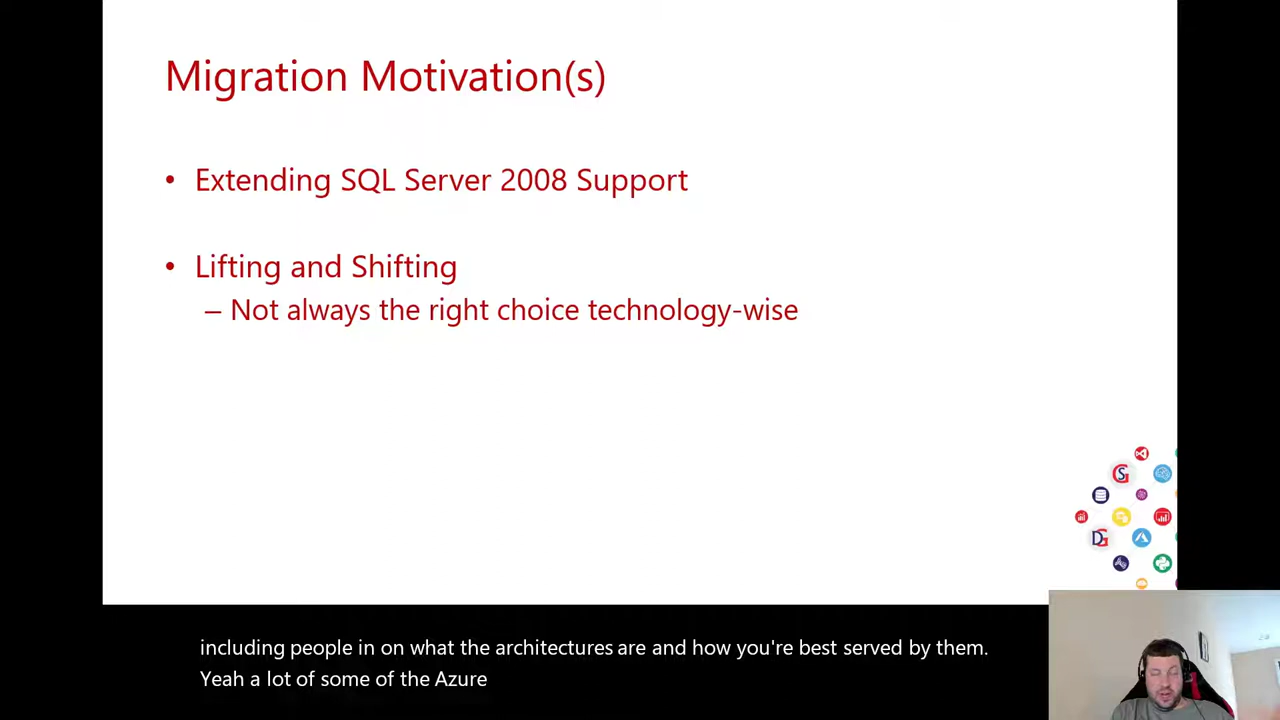 Migration Motivation(s)
• Extending SQL Server 2008 Support
• Lifting and Shifting
– Not always the right choice technology-wise
including people in on what the architectures are and how you're best served by them.
Yeah a lot of some of the Azure